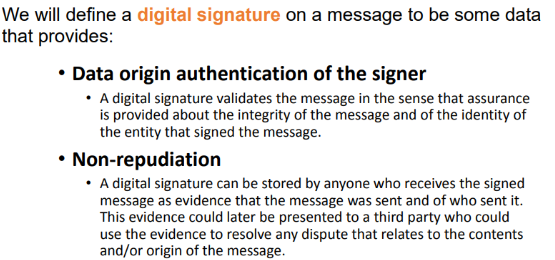 We will define a digital signature on a message to be some data
that provides:
• Data origin authentication of the signer
• A digital signature validates the message in the sense that assurance
is provided about the integrity of the message and of the identity of
the entity that signed the message.
• Non-repudiation
• A digital signature can be stored by anyone who receives the signed
message as evidence that the message was sent and of who sent it.
This evidence could later be presented to a third party who could
use the evidence to resolve any dispute that relates to the contents
and/or origin of the message.